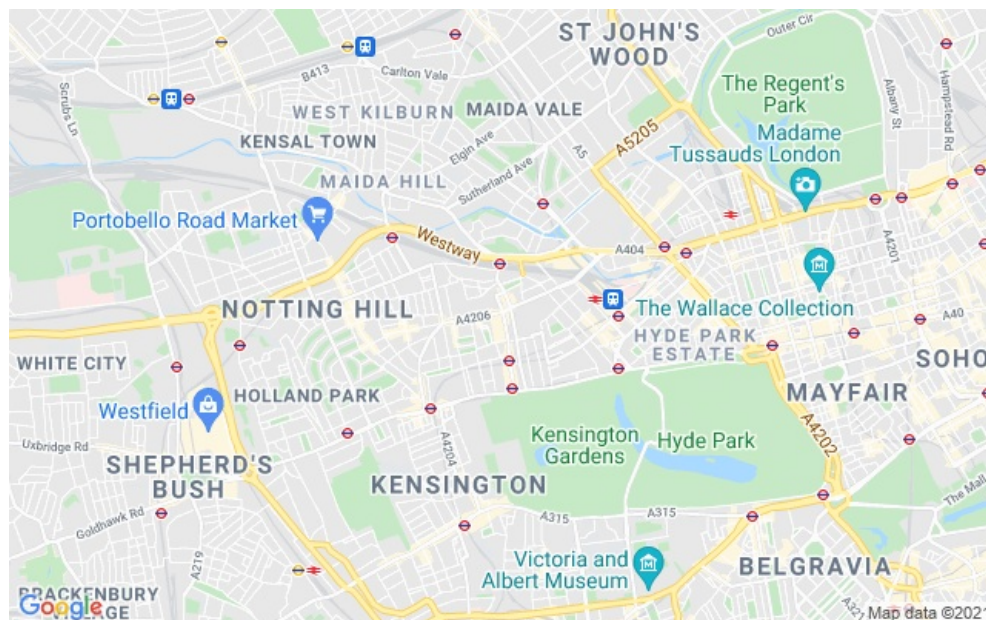 ST JOHN'S
WOOD
Outer Cir
Scrubs Ln
B413
Carlton Vale
The Regent's
Park
Albany St
Hampstead Rd
WEST KILBURN
MAIDA VALE
KENSAL TOWN
Elgin Ave
A5
A5205
Madame
Tussauds London
Sutherland Ave
MAIDA HILL
Portobello Road Market
Westway
A404
A4201
NOTTING HILL
A4206
The Wallace Collection
A40
HYDE PARK
ESTATE
WHITE CITY
SOHO
HOLLAND PARK
MAYFAIR
Westfield
A4202
Uxbridge Rd
A4204
Kensington
Gardens
Hyde Park
SHEPHERD'S
BUSH
KENSINGTON
The Mall
Goldhawk Rd
A315
A315
A219
Victoria and
Albert Museum
BELGRAVIA
BRACKENBURY
VILLAGE
Google
A321
Map data ©2021